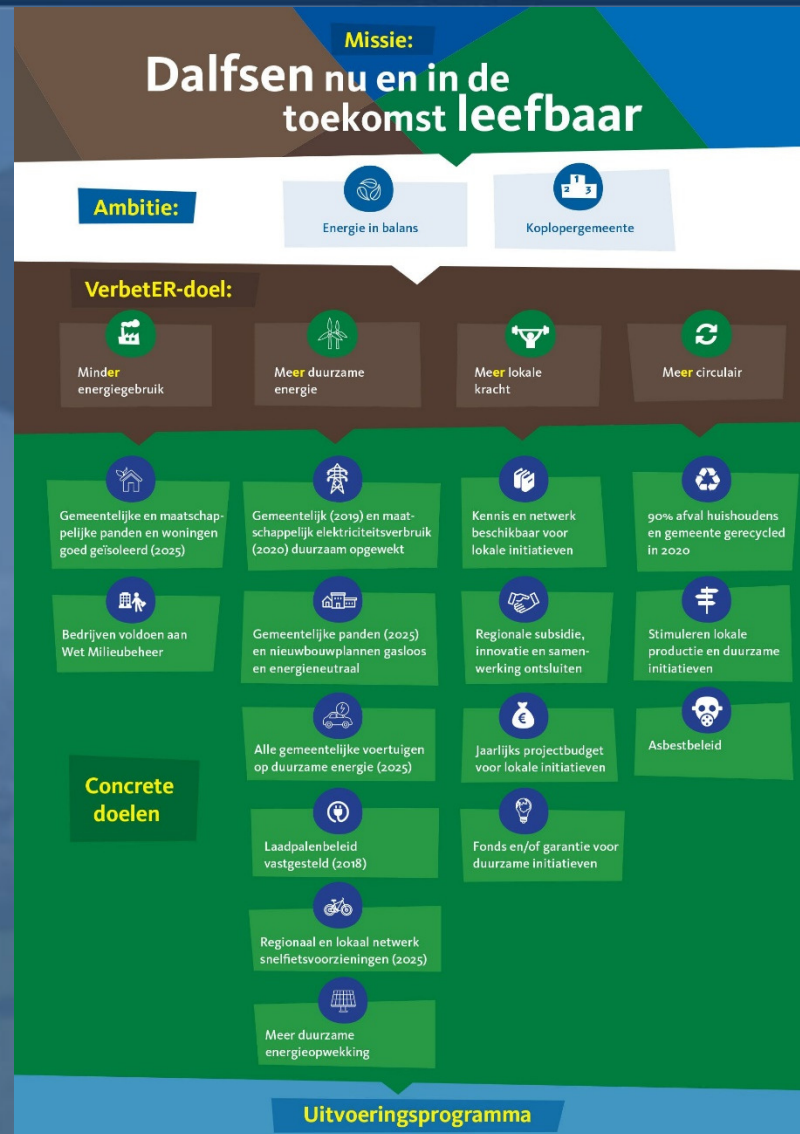 Missie:
Dalfsen nu en in de
toekomst leefbaar
Ambitie:
1
2 3
Energie in balans
Koplopergemeente
VerbetER-doel:
Minder
energiegebruik
Meer duurzame
energie
Meer lokale
kracht
Meer circulair
Concrete
doelen
Gemeentelijke en maatschap-
pelijke panden en woningen
goed geïsoleerd (2025)
Bedrijven voldoen aan
Wet Milieubeheer
Gemeentelijk (2019) en maat-
schappelijk elektriciteitsverbruik
(2020) duurzaam opgewekt
Gemeentelijke panden (2025)
en nieuwbouwplannen gasloos
en energieneutraal
Alle gemeentelijke voertuigen
op duurzame energie (2025)
Laadpalenbeleid
vastgesteld (2018)
Regionaal en lokaal netwerk
snelfietsvoorzieningen (2025)
Meer duurzame
energieopwekking
Kennis en netwerk
beschikbaar voor
lokale initiatieven
Regionale subsidie,
innovatie en samen-
werking ontsluiten
€
Jaarlijks projectbudget
voor lokale initiatieven
Fonds en/of garantie voor
duurzame initiatieven
90% afval huishoudens
en gemeente gerecycled
in 2020
Stimuleren lokale
productie en duurzame
initiatieven
Asbestbeleid
Uitvoeringsprogramma